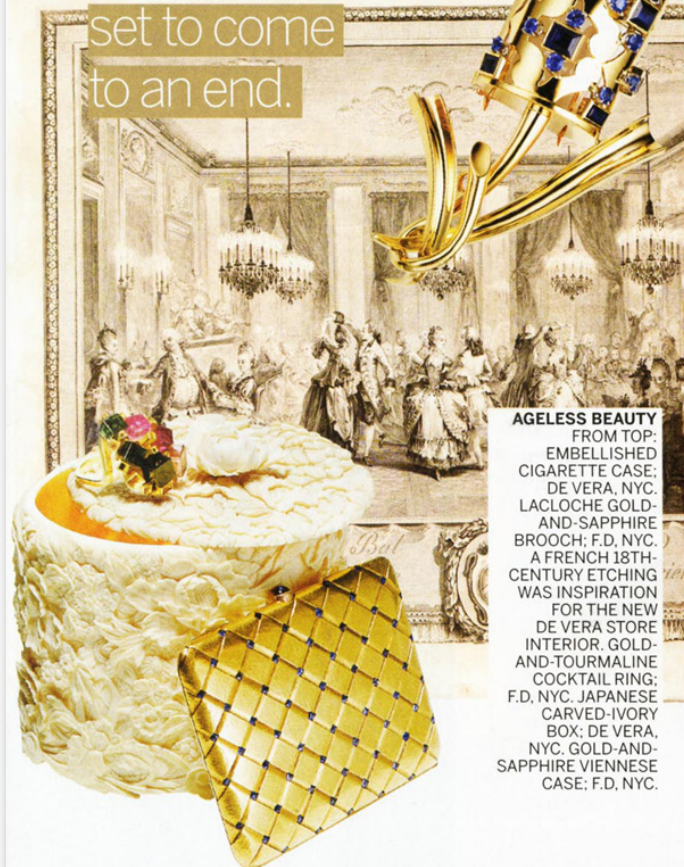 set to come
to an end.
AGELESS BEAUTY
FROM TOP:
EMBELLISHED
CIGARETTE CASE;
DE VERA, NYC.
LACLOCHE GOLD-
AND-SAPPHIRE
BROOCH; F.D, NYC.
A FRENCH 18TH-
CENTURY ETCHING
WAS INSPIRATION
FOR THE NEW
DE VERA STORE
INTERIOR. GOLD-
AND-TOURMALINE
COCKTAIL RING;
F.D, NYC. JAPANESE
CARVED-IVORY
BOX; DE VERA,
NYC. GOLD-AND-
SAPPHIRE VIENNESE
CASE; F.D, NYC.
Bal